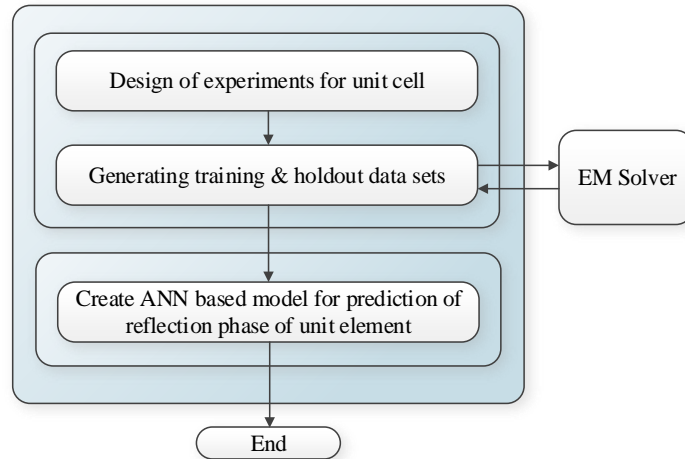 Design of experiments for unit cell
Generating training & holdout data sets
EM Solver
Create ANN based model for prediction of
reflection phase of unit element
End